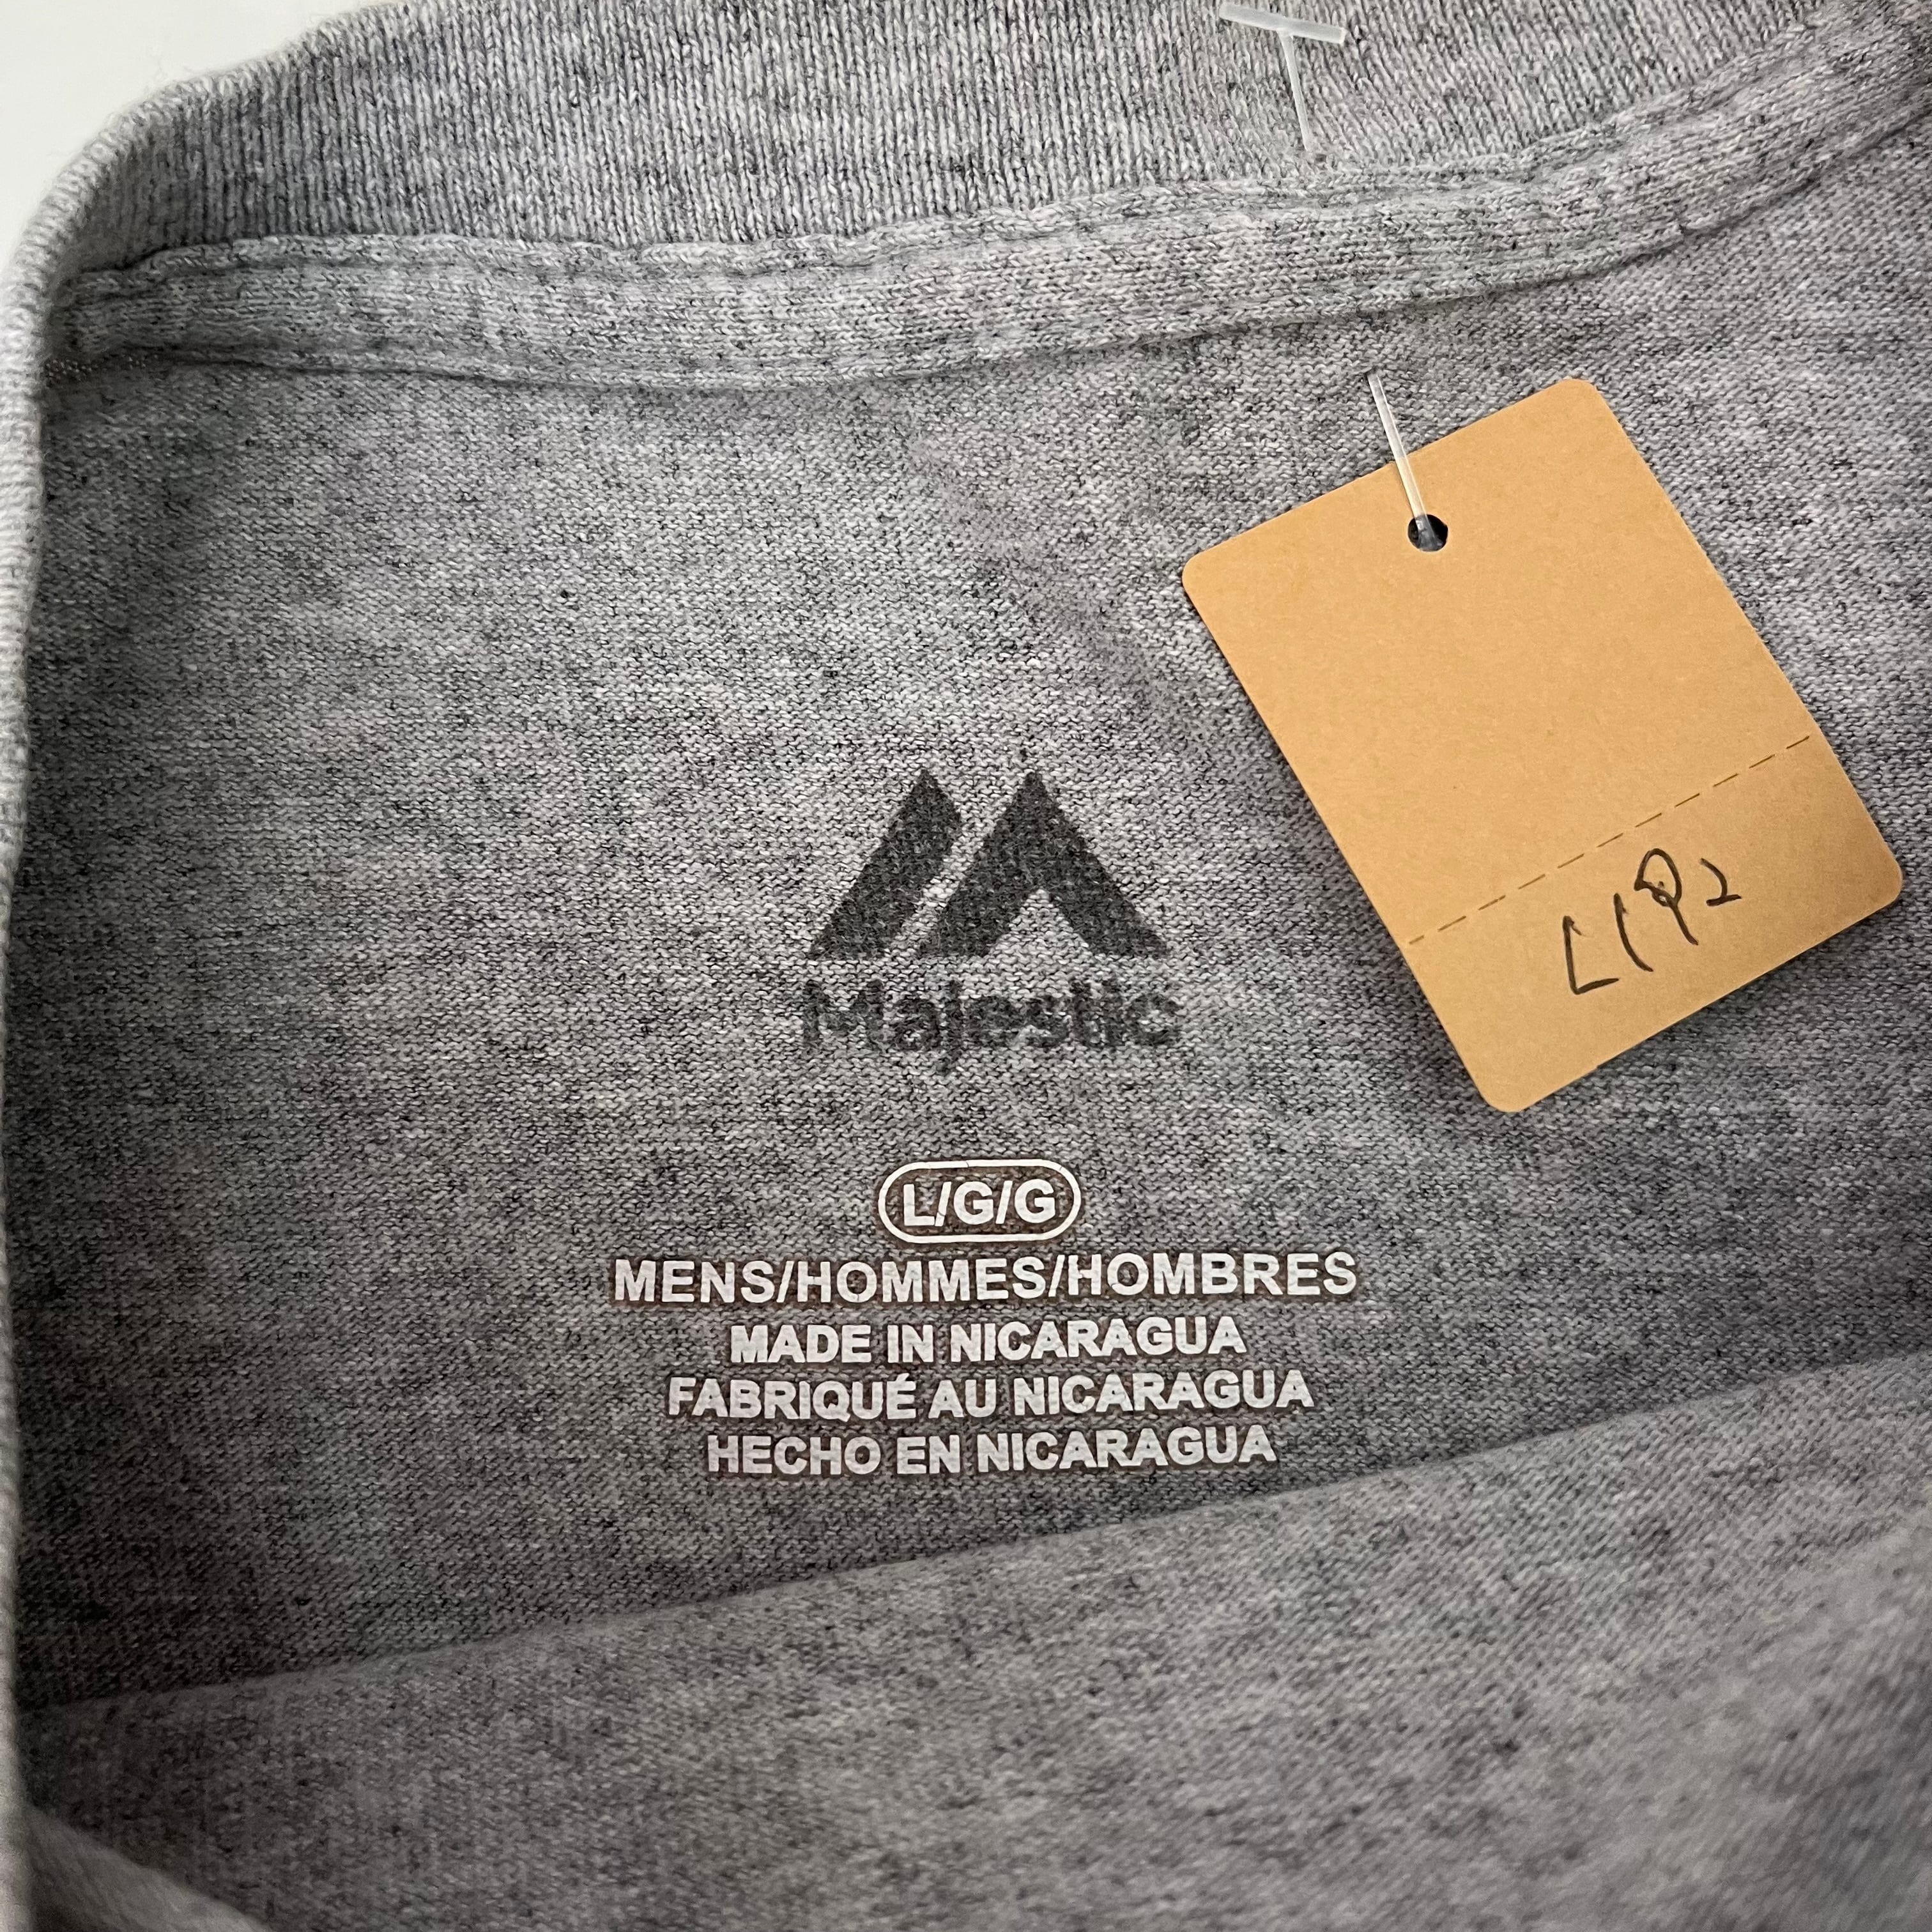 Majestic
L/G/G
MENS/HOMMES/HOMBRES
MADE IN NICARAGUA
FABRIQUÉ AU NICARAGUA
HECHO EN NICARAGUA